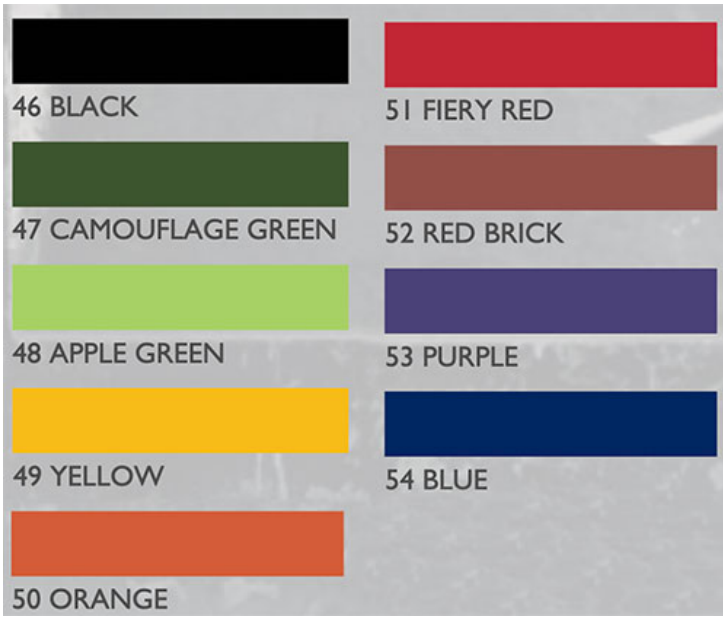 46 BLACK
47 CAMOUFLAGE GREEN
48 APPLE GREEN
49 YELLOW
50 ORANGE
51 FIERY RED
52 RED BRICK
53 PURPLE
54 BLUE